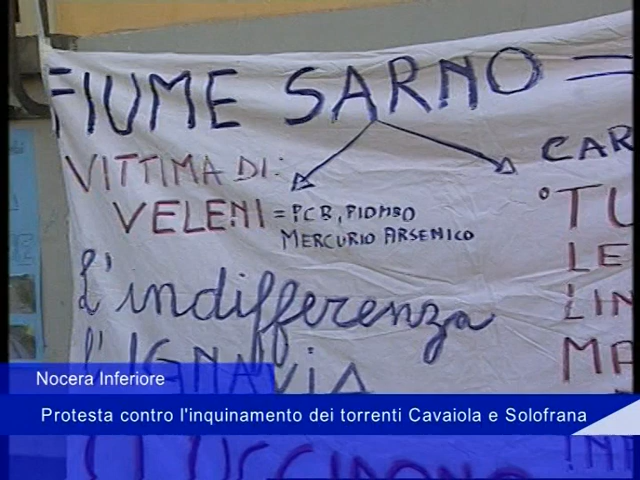 FIUME SARNO =
VITTIMA DI:
VELENI = PCB, PIOMBO
MERCURIO ARSENICO
L'indifferenza
L'IGNAVIA
CAR
° TU
LE
LIN
MA
Nocera Inferiore
Protesta contro l'inquinamento dei torrenti Cavaiola e Solofrana